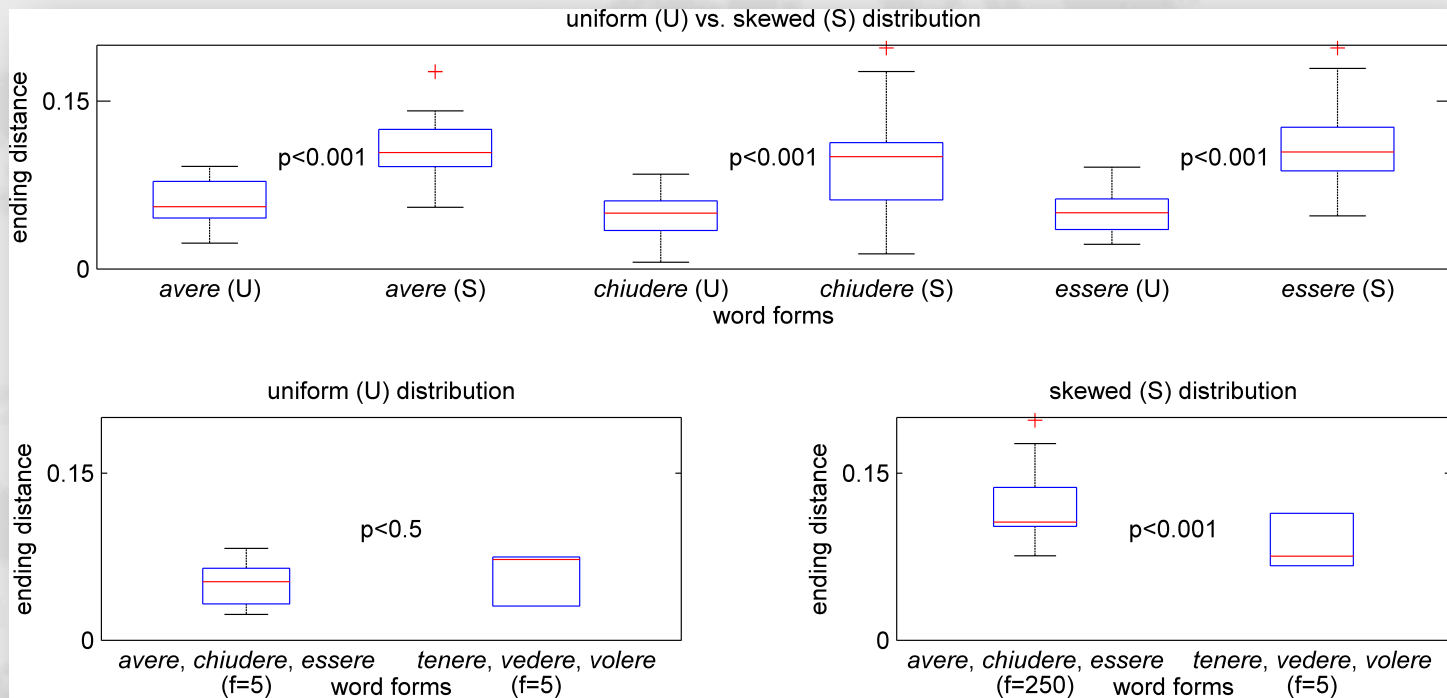 uniform (U) vs. skewed (S) distribution
ending distance
0.15
0
p<0.001
p<0.001
p<0.001
avere (U)
avere (S)
chiudere (U)
chiudere (S)
essere (U)
essere (S)
word forms
uniform (U) distribution
ending distance
0.15
0
p<0.5
avere, chiudere, essere
(f=5)
tenere, vedere, volere
(f=5)
word forms
skewed (S) distribution
ending distance
0.15
0
p<0.001
avere, chiudere, essere
(f=250)
tenere, vedere, volere
(f=5)
word forms